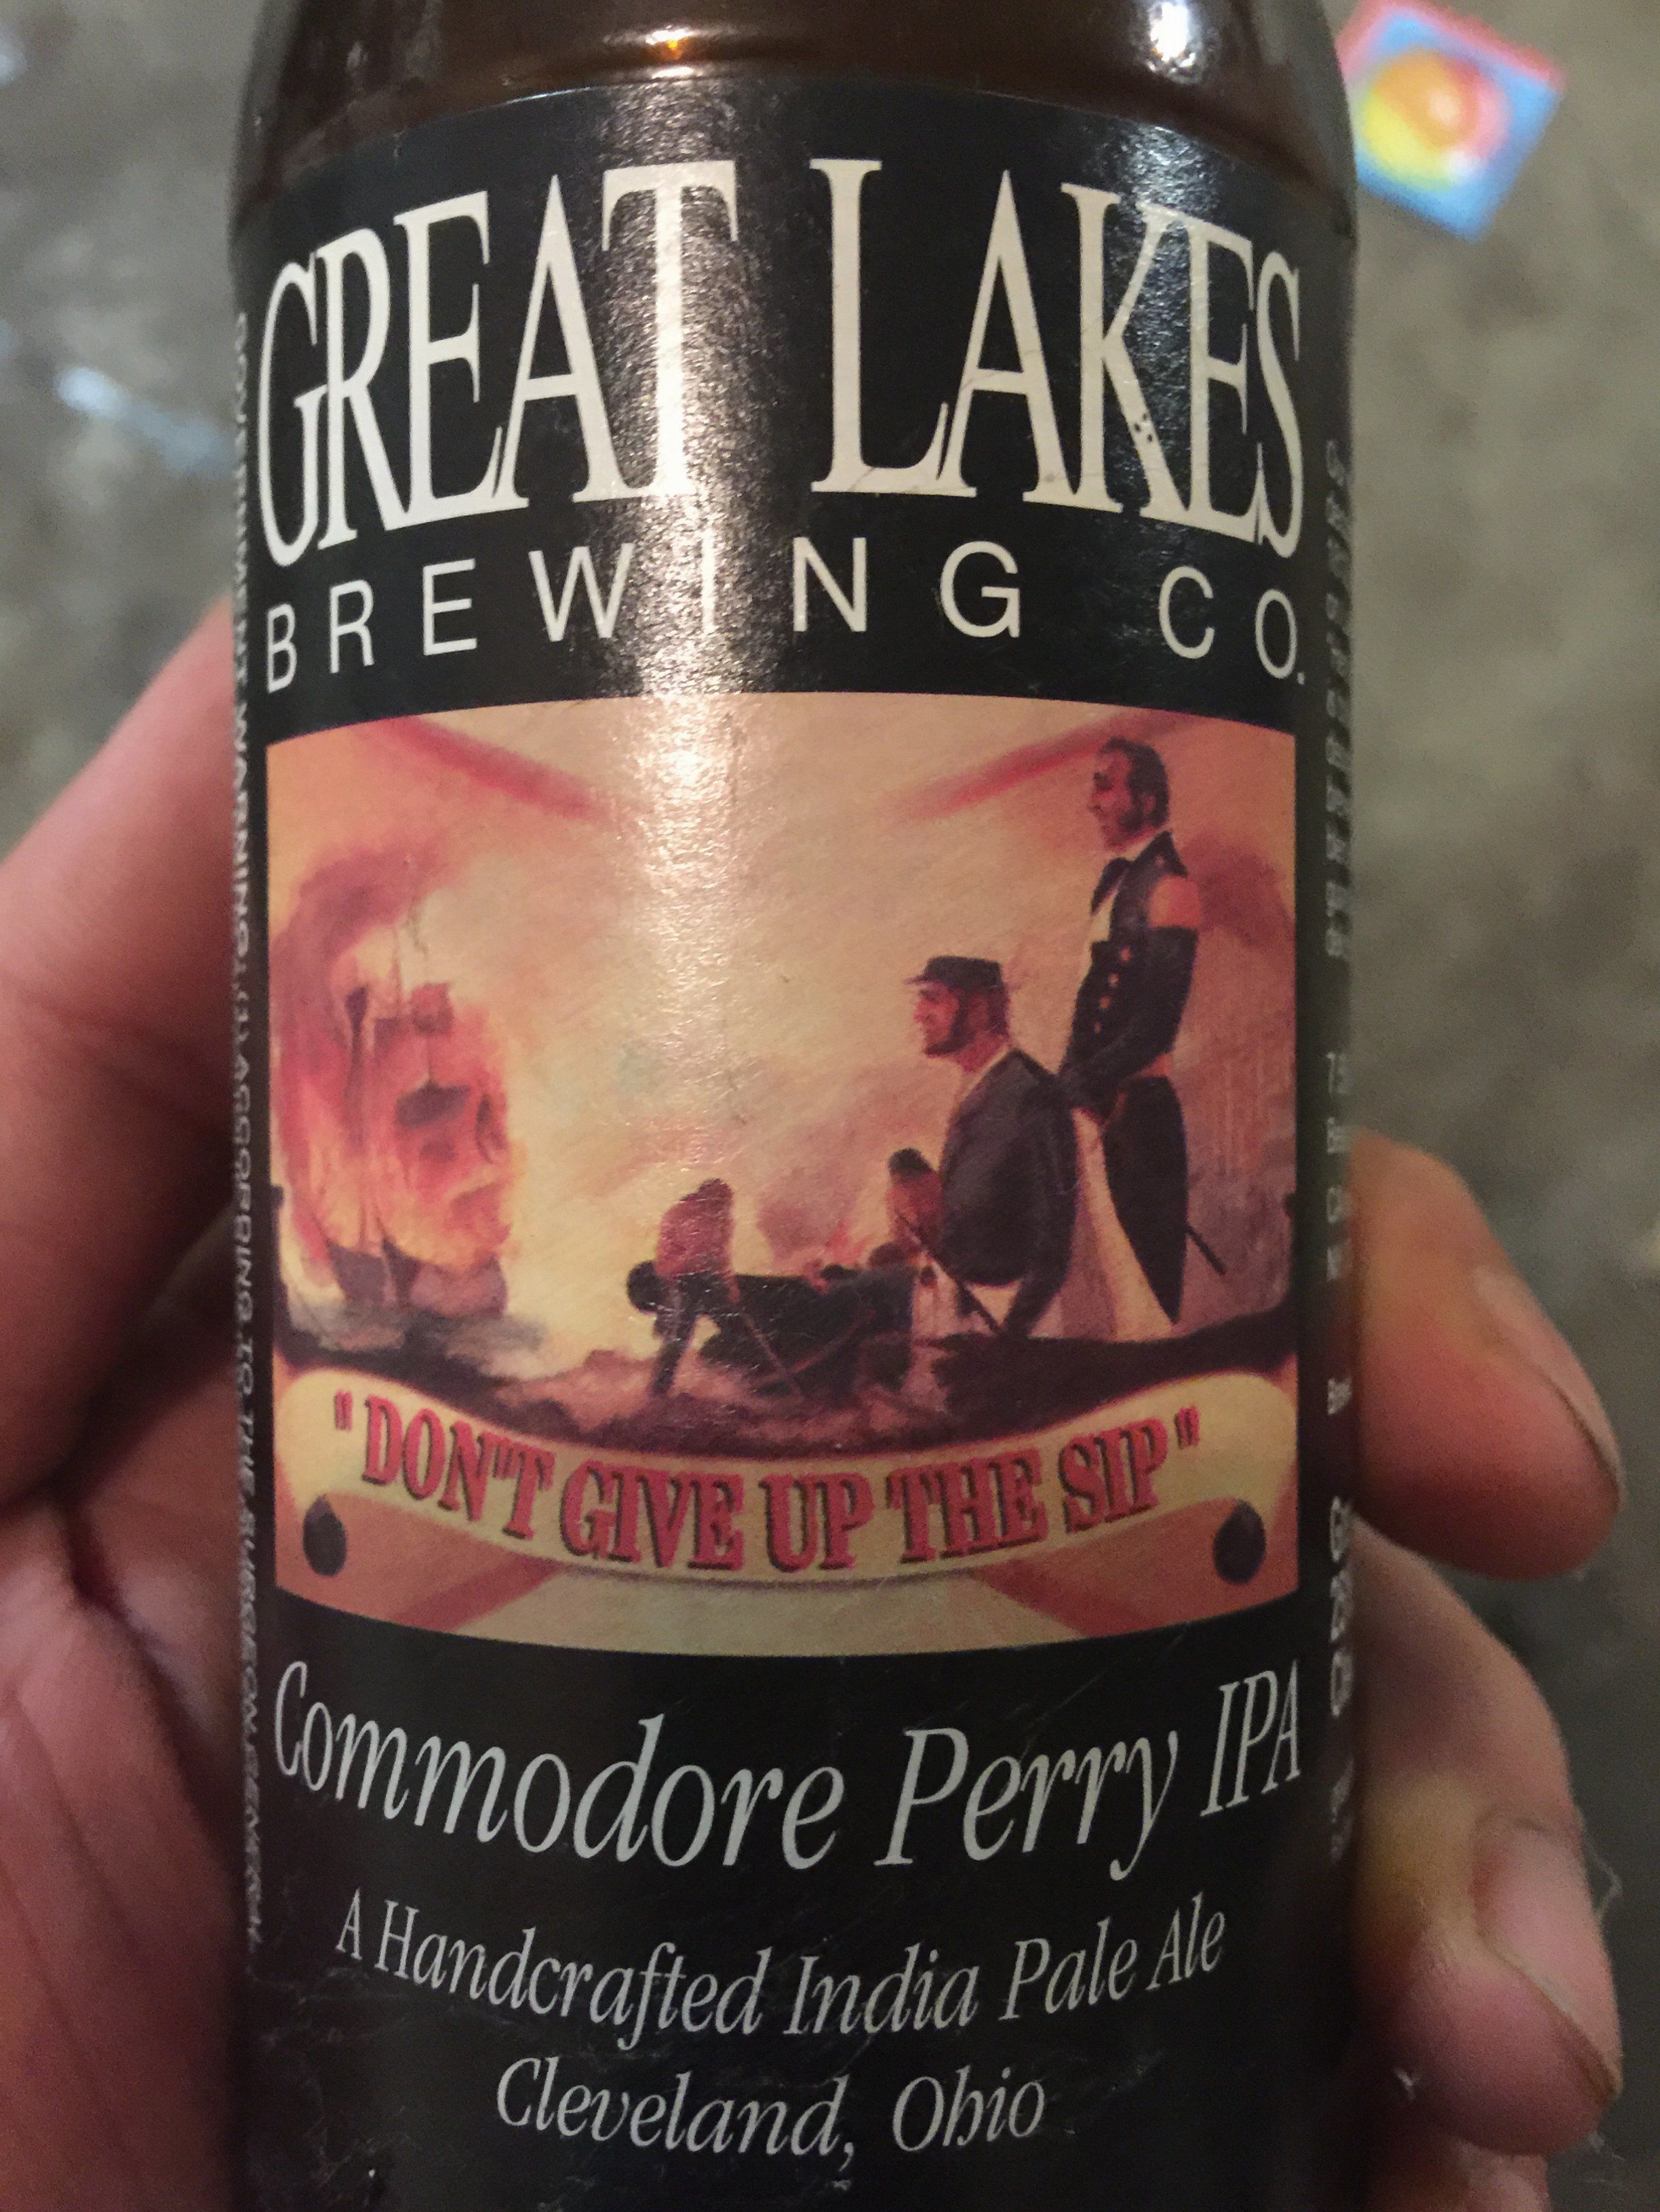 GREAT LAKES
BREWING CO.
"DON'T GIVE UP THE SIP"
Commodore Perry IPA
A Handcrafted India Pale Ale
Cleveland, Ohio